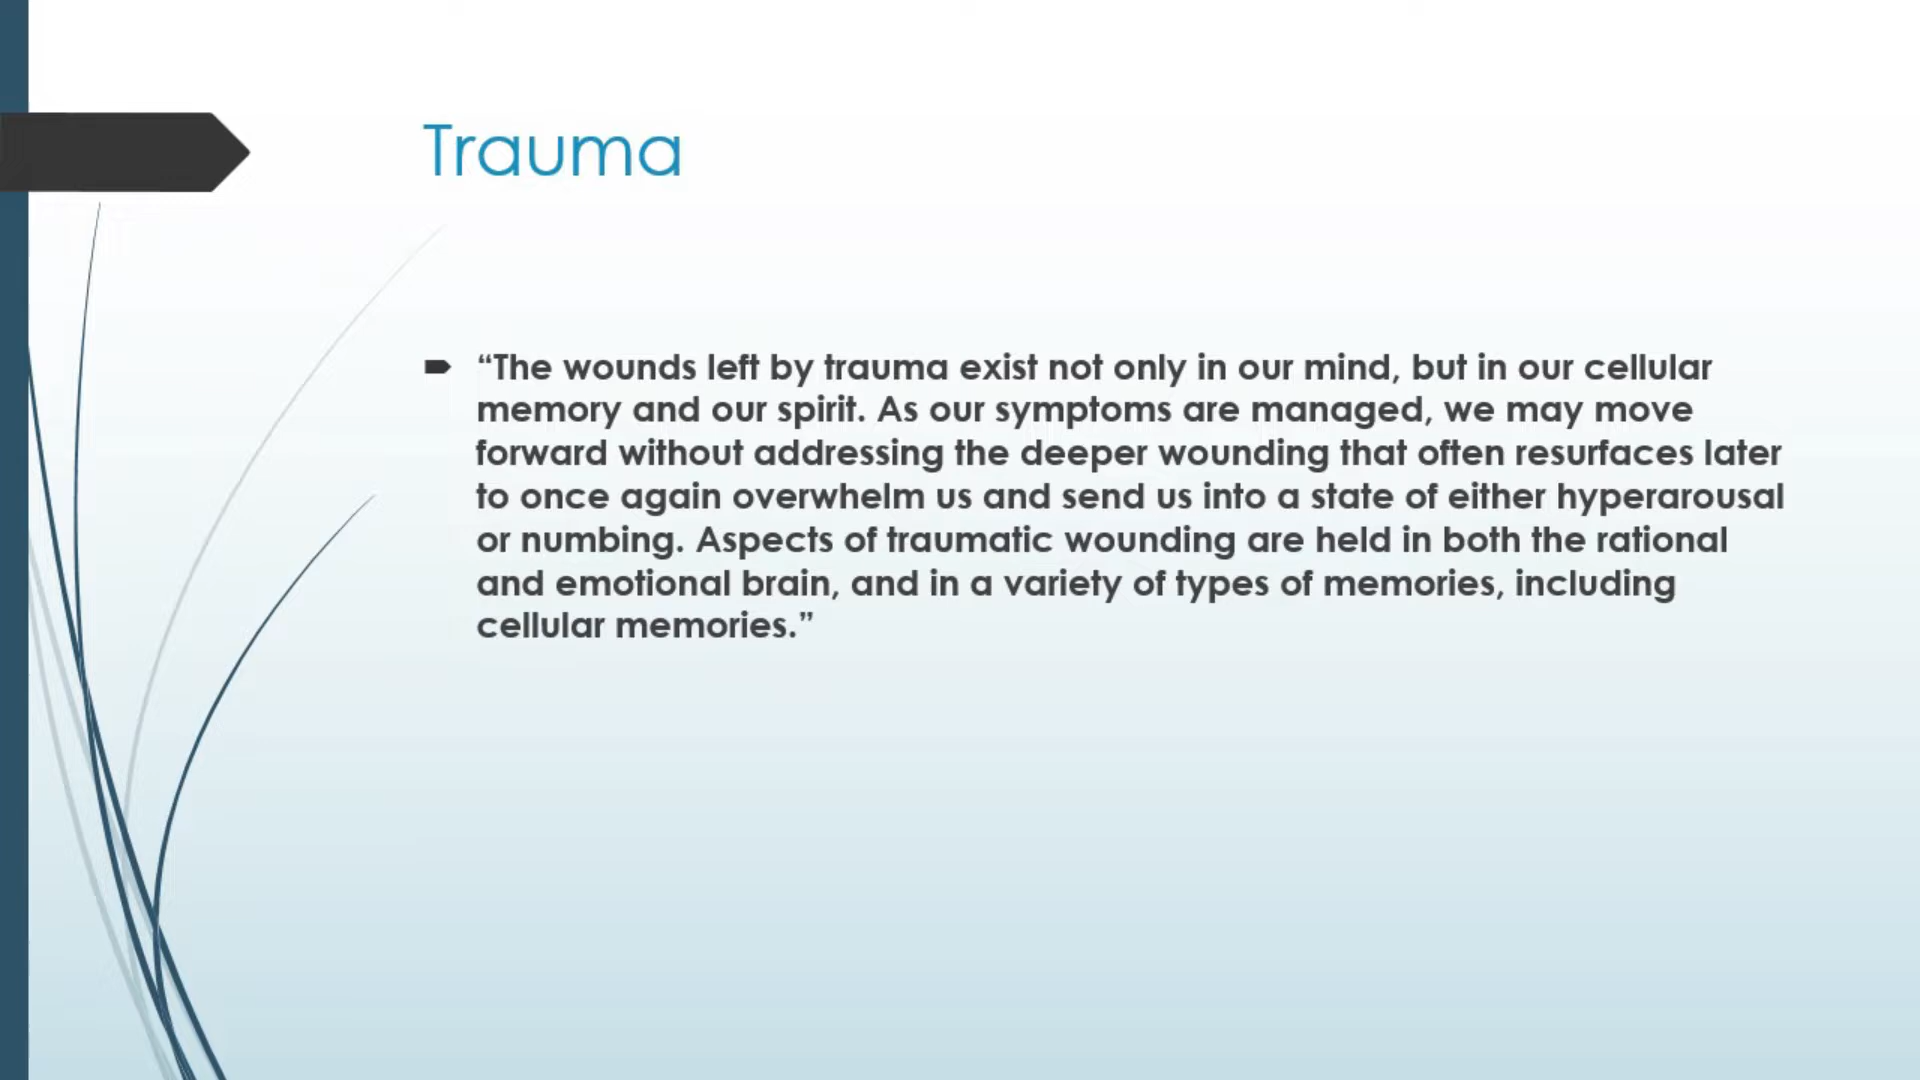 Trauma
“The wounds left by trauma exist not only in our mind, but in our cellular
memory and our spirit. As our symptoms are managed, we may move
forward without addressing the deeper wounding that often resurfaces later
to once again overwhelm us and send us into a state of either hyperarousal
or numbing. Aspects of traumatic wounding are held in both the rational
and emotional brain, and in a variety of types of memories, including
cellular memories.”